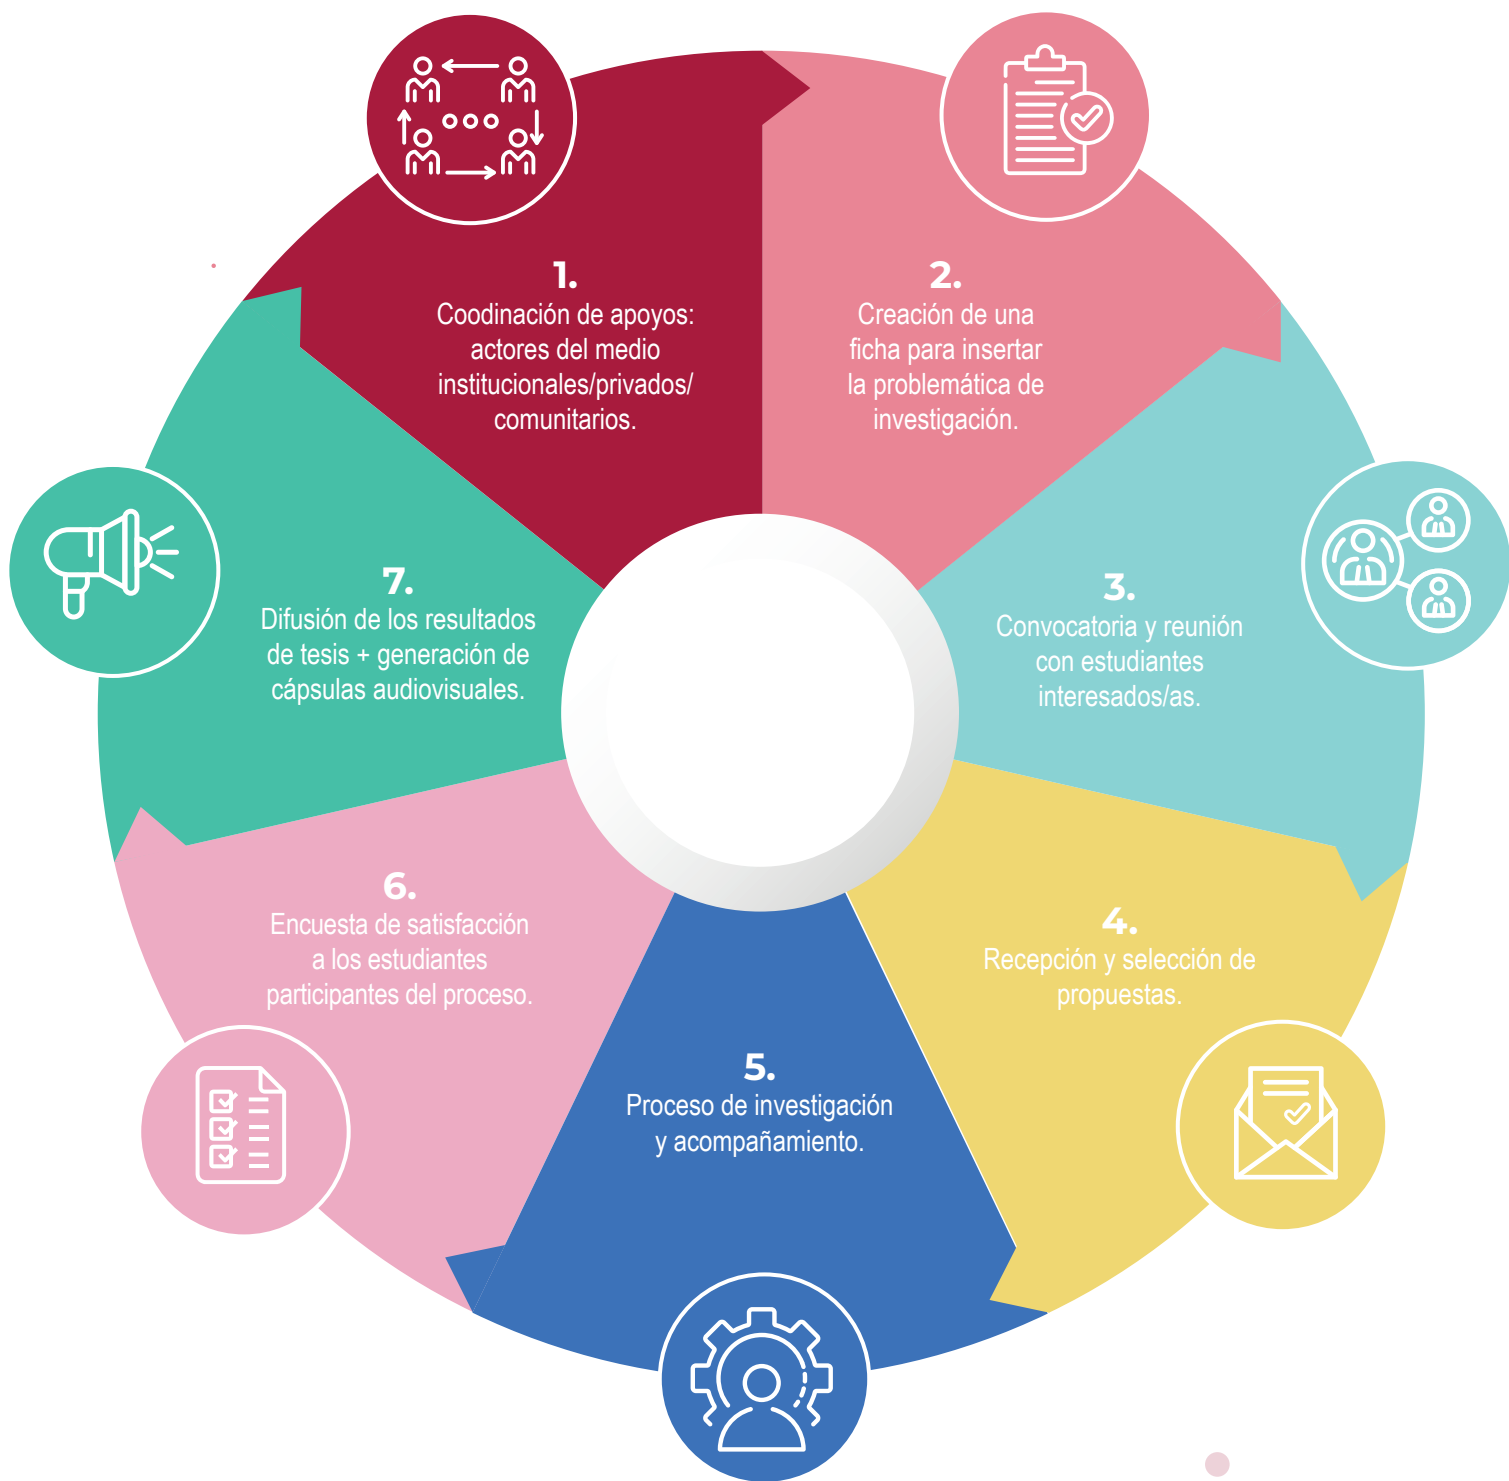 1.
Coodinación de apoyos:
actores del medio
institucionales/privados/
comunitarios.
2.
Creación de una
ficha para insertar
la problemática de
investigación.
3.
Convocatoria y reunión
con estudiantes
interesados/as.
4.
Recepción y selección de
propuestas.
5.
Proceso de investigación
y acompañamiento.
6.
Encuesta de satisfacción
a los estudiantes
participantes del proceso.
7.
Difusión de los resultados
de tesis + generación de
cápsulas audiovisuales.